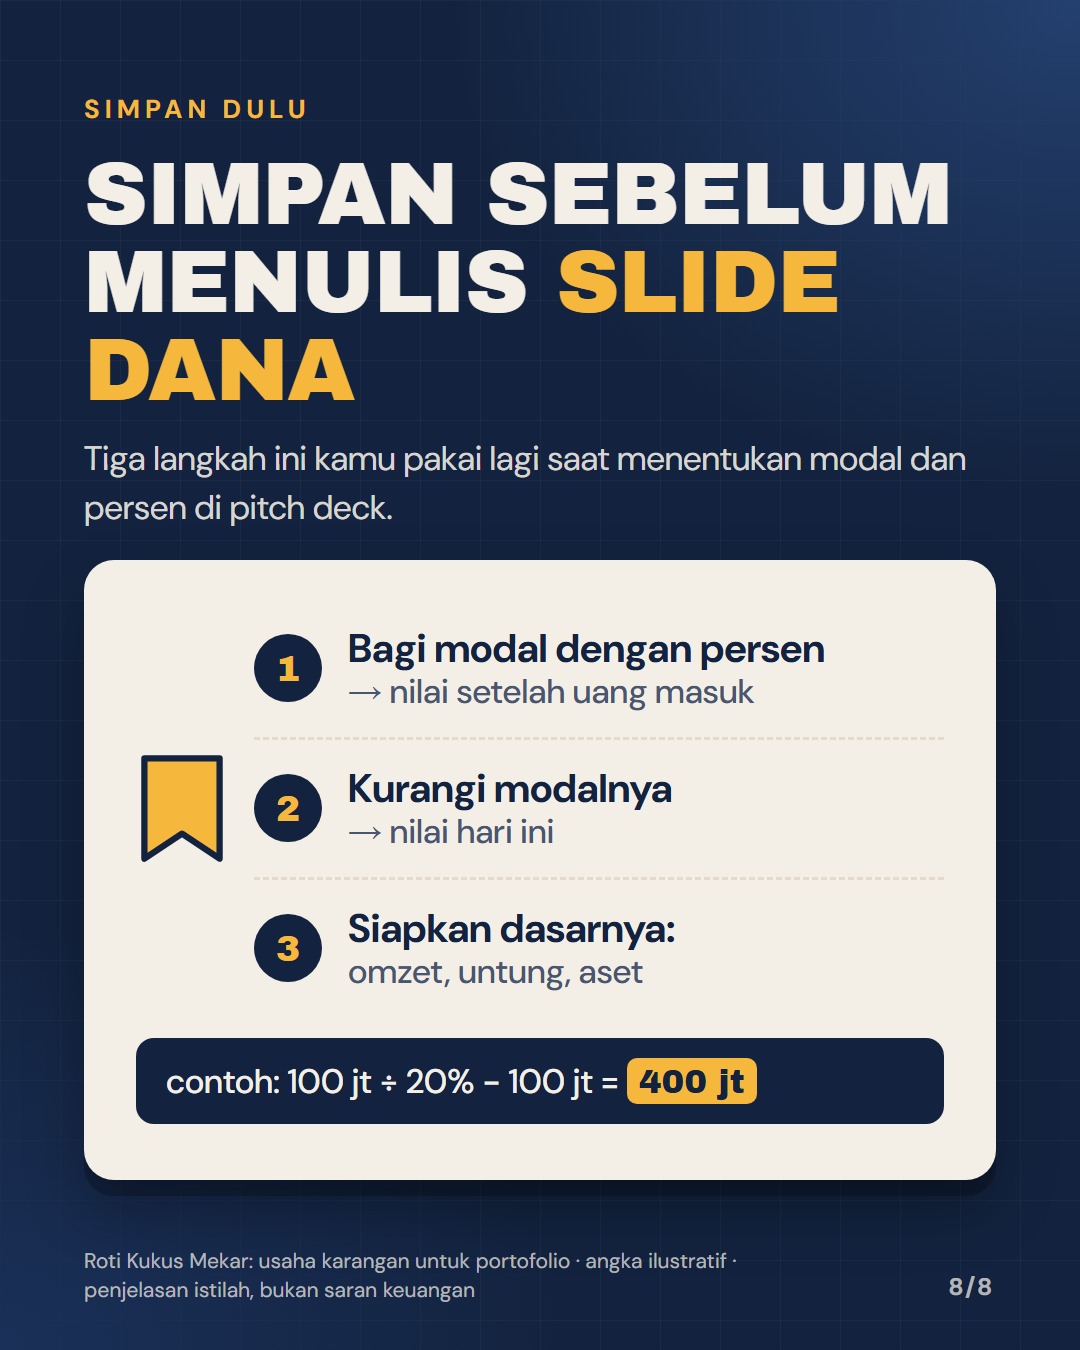 SIMPAN DULU
SIMPAN SEBELUM
MENULIS SLIDE
DANA
Tiga langkah ini kamu pakai lagi saat menentukan modal dan
persen di pitch deck.
1
Bagi modal dengan persen
→ nilai setelah uang masuk
2
Kurangi modalnya
→ nilai hari ini
3
Siapkan dasarnya:
omzet, untung, aset
contoh: 100 jt ÷ 20% − 100 jt = 400 jt
Roti Kukus Mekar: usaha karangan untuk portofolio · angka ilustratif ·
penjelasan istilah, bukan saran keuangan
8/8